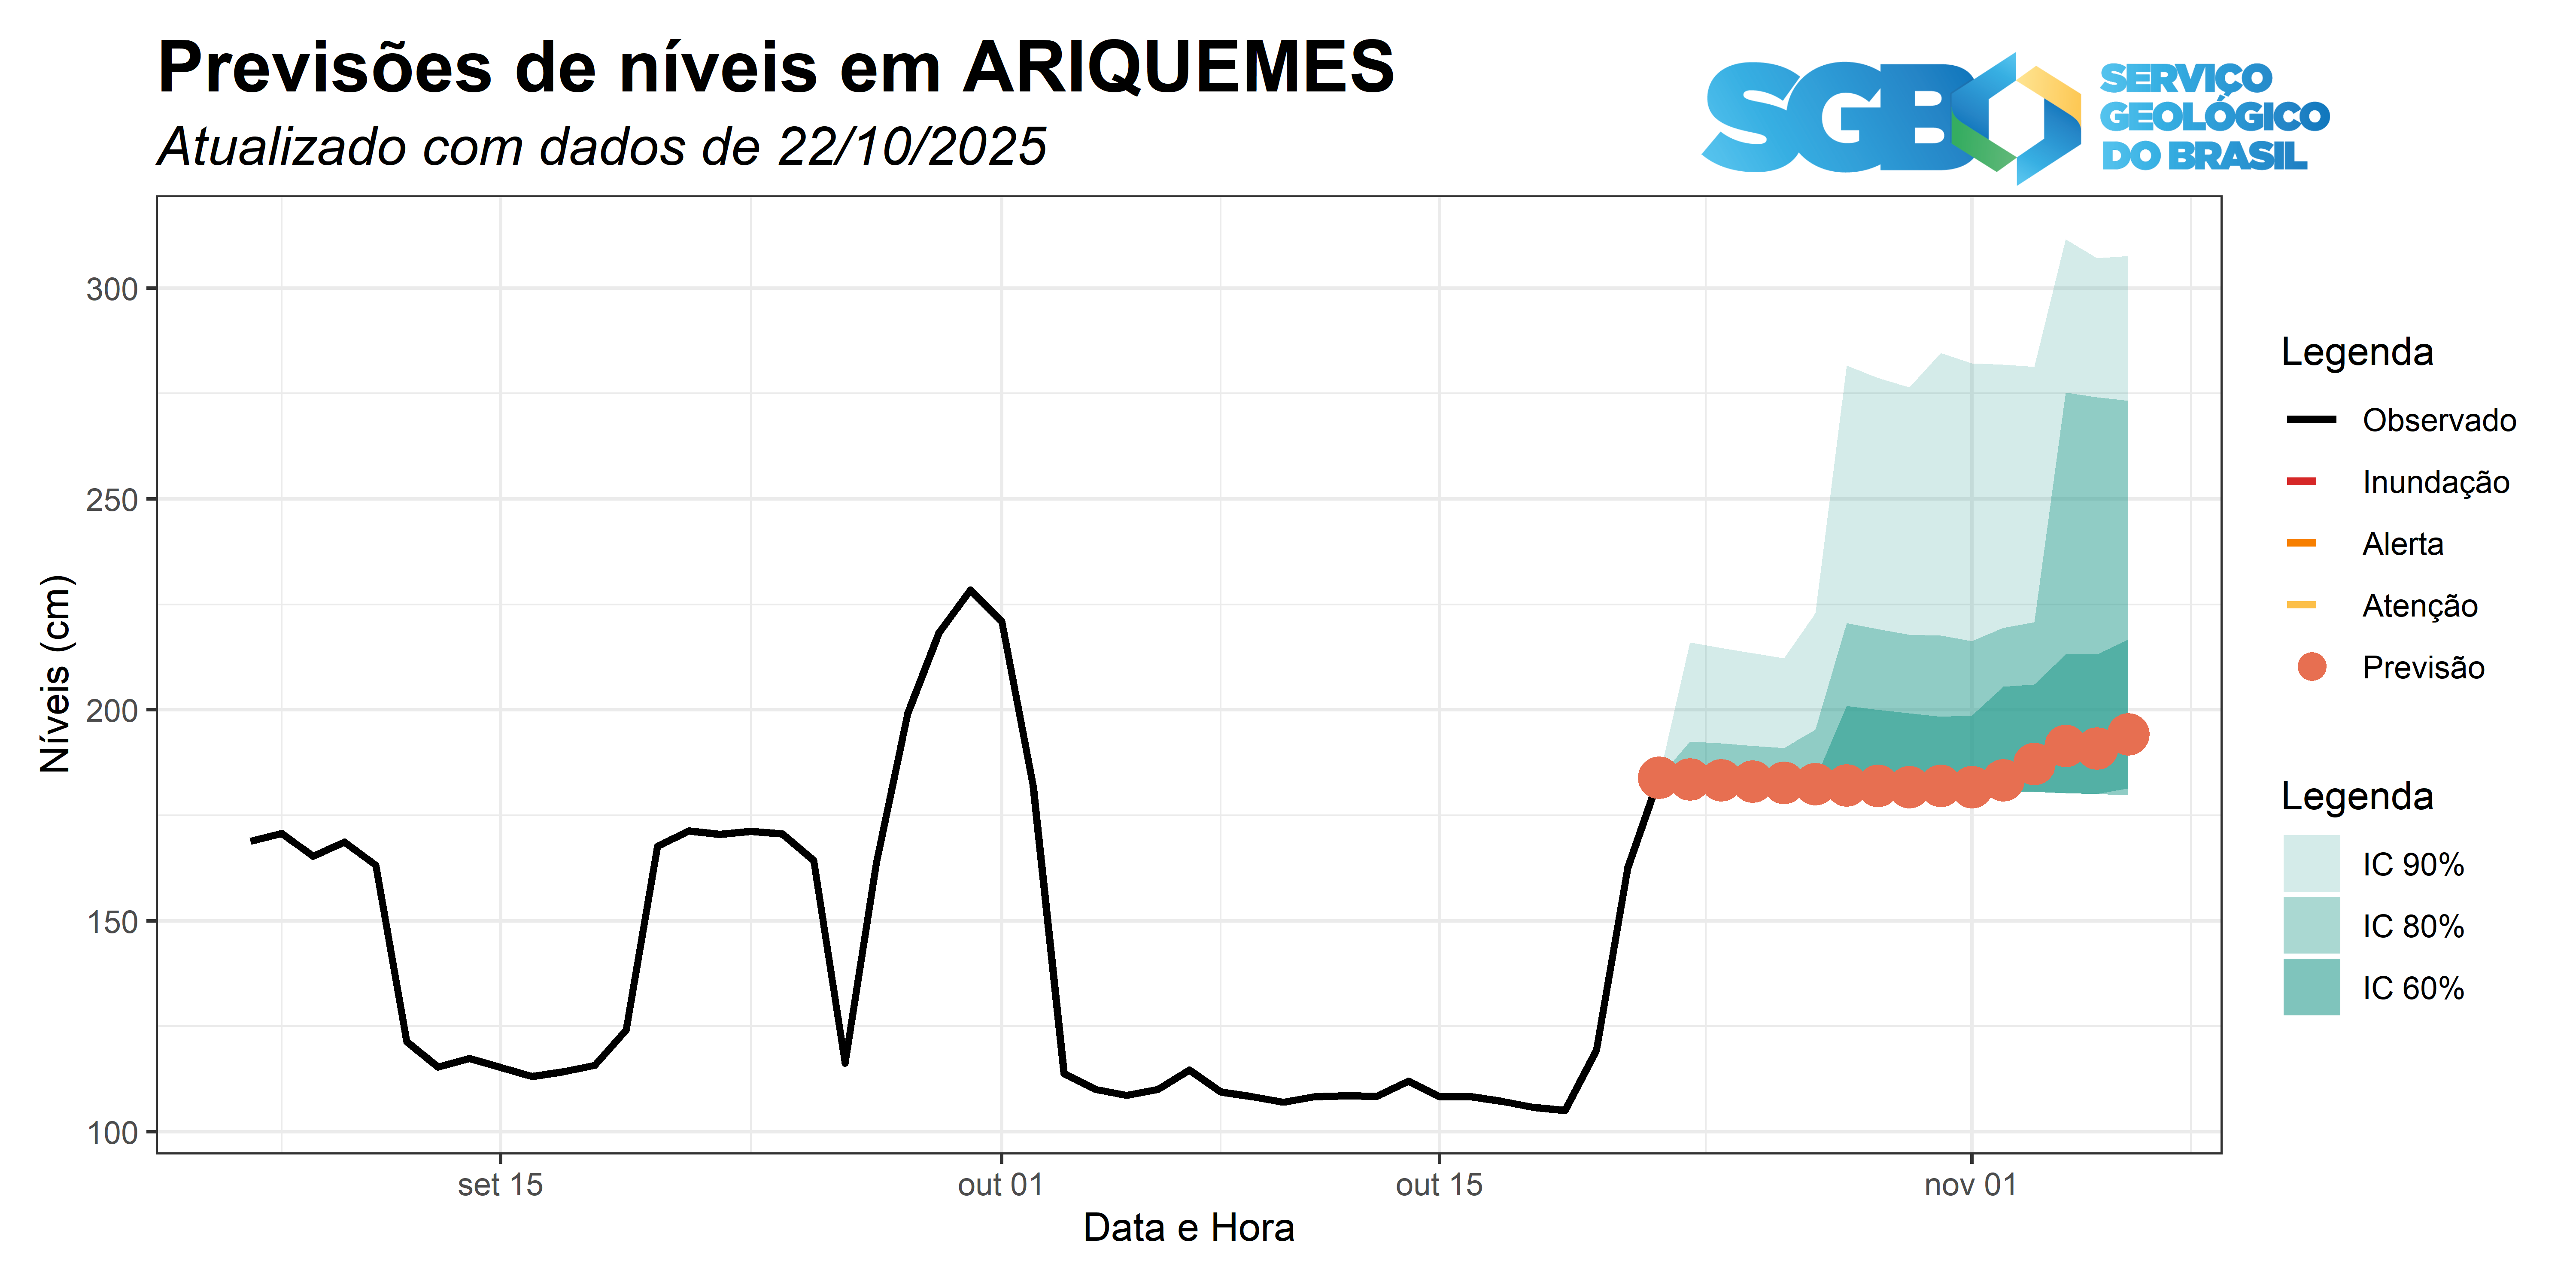 Previsões de níveis em ARIQUEMES
Atualizado com dados de 22/10/2025
SGB
SERVIÇO
GEOLÓGICO
DO BRASIL
Níveis (cm)
300
250
200
150
100
set 15
out 01
out 15
nov 01
Data e Hora
Legenda
Observado
Inundação
Alerta
Atenção
Previsão
Legenda
IC 90%
IC 80%
IC 60%